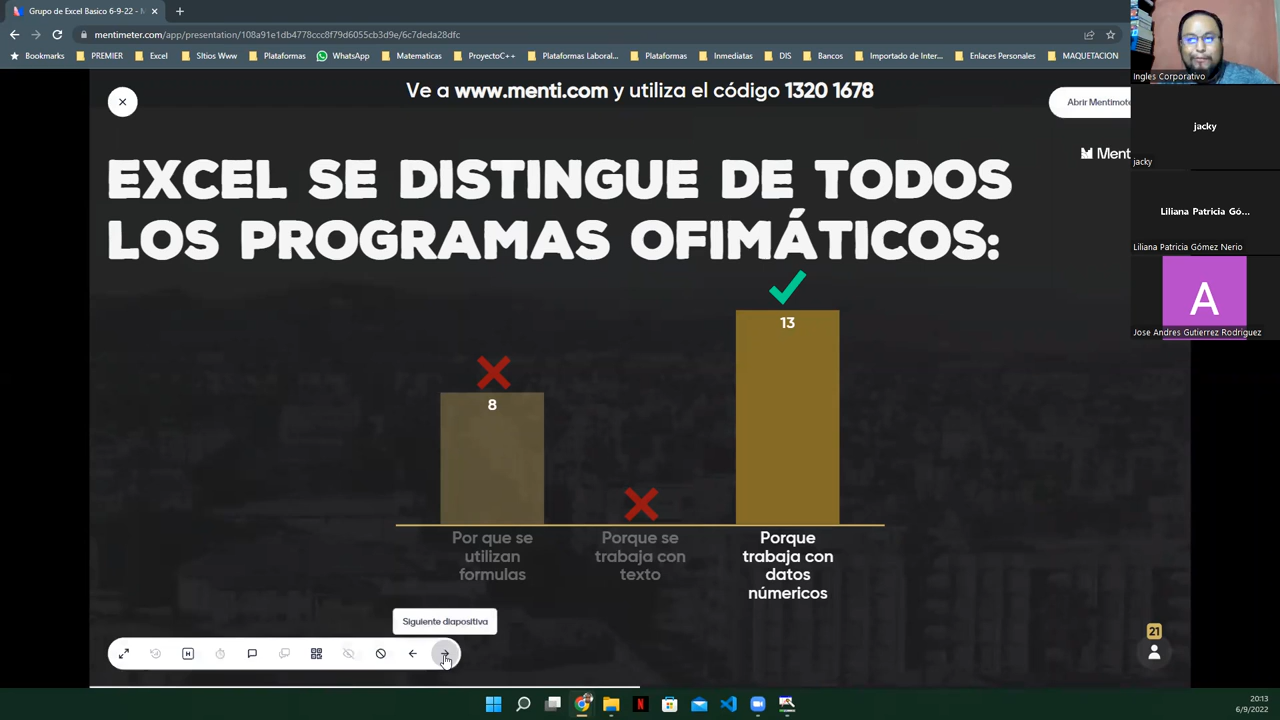 Grupo de Excel Basico 6-9-22 -
mentimeter.com/app/presentation/108a91e1db4778ccc8f79d6055cb3d9e/6c7deda28dfc
Bookmarks PREMIER Excel Sitios Www Plataformas WhatsApp Matematicas ProyectoC++ Plataformas Laboral... Plataformas Inmediatas DIS Bancos Importado de Inter... Enlaces Personales MAQUETACION
Ve a www.menti.com y utiliza el código 1320 1678
Abrir Mentimote
Ment
EXCEL SE DISTINGUE DE TODOS
LOS PROGRAMAS OFIMÁTICOS:
13
8
Por que se
utilizan
formulas
Porque se
trabaja con
texto
Porque
trabaja con
datos
númericos
Siguiente diapositiva
H
21
Ingles Corporativo
jacky
jacky
Liliana Patricia Gó...
Liliana Patricia Gómez Nerio
A
Jose Andres Gutierrez Rodriguez
N
20:13
6/9/2022